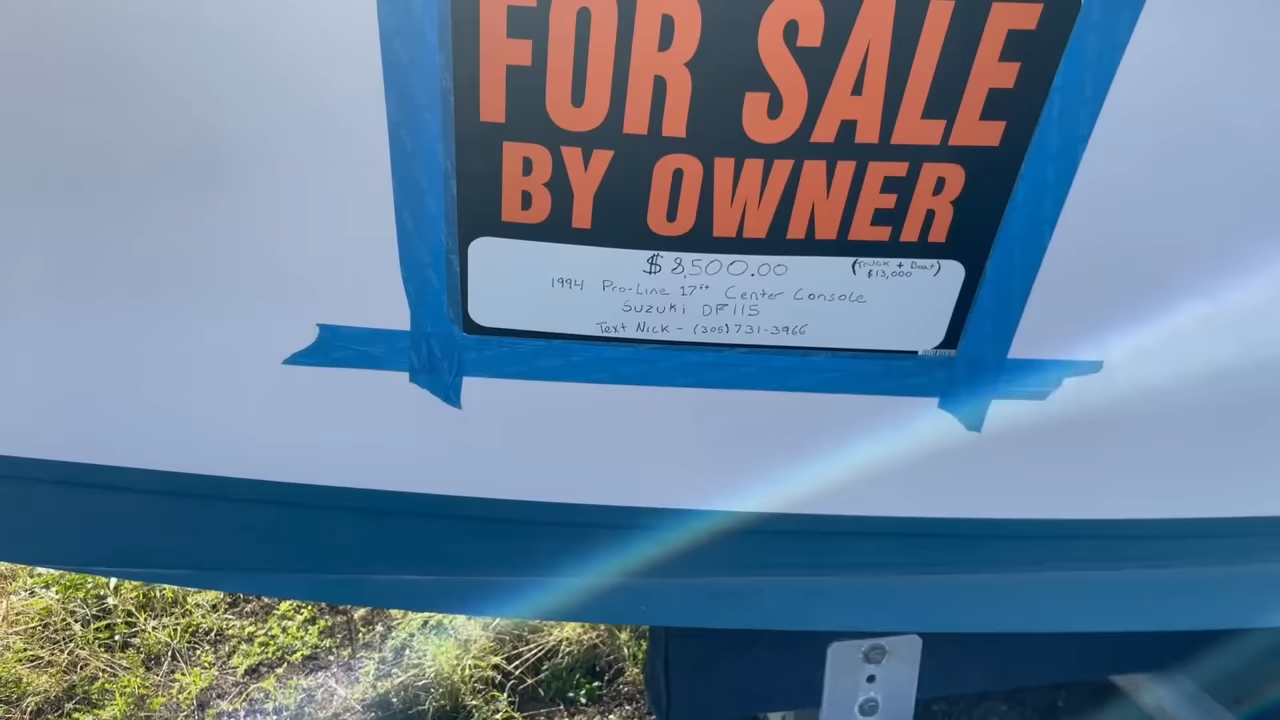 FOR SALE
BY OWNER
$8,500.00
(Truck + Boat)
$13,000
1994 Pro-Line 17ft Center Console
Suzuki DF115
Text Nick - (305)731-3966